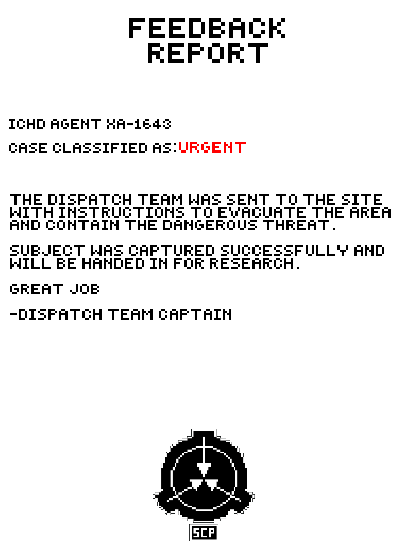 FEEDBACK
REPORT
ICHD AGENT XA-1643
CASE CLASSIFIED AS:URGENT
THE DISPATCH TEAM WAS SENT TO THE SITE
WITH INSTRUCTIONS TO EVACUATE THE AREA
AND CONTAIN THE DANGEROUS THREAT.
SUBJECT WAS CAPTURED SUCCESSFULLY AND
WILL BE HANDED IN FOR RESEARCH.
GREAT JOB
-DISPATCH TEAM CAPTAIN
SCP